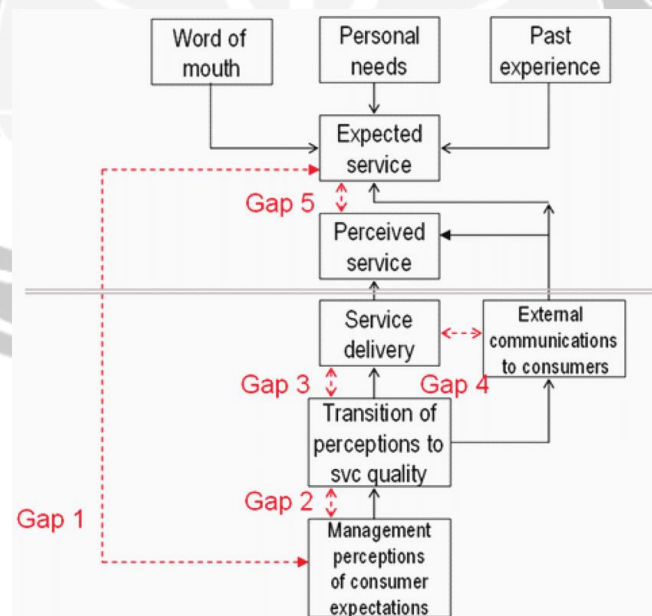 Word of
mouth
Personal
needs
Past
experience
Expected
service
Gap 5
Perceived
service
Service
delivery
External
communications
to consumers
Gap 3
Gap 4
Transition of
perceptions to
svc quality
Gap 2
Gap 1
Management
perceptions
of consumer
expectations